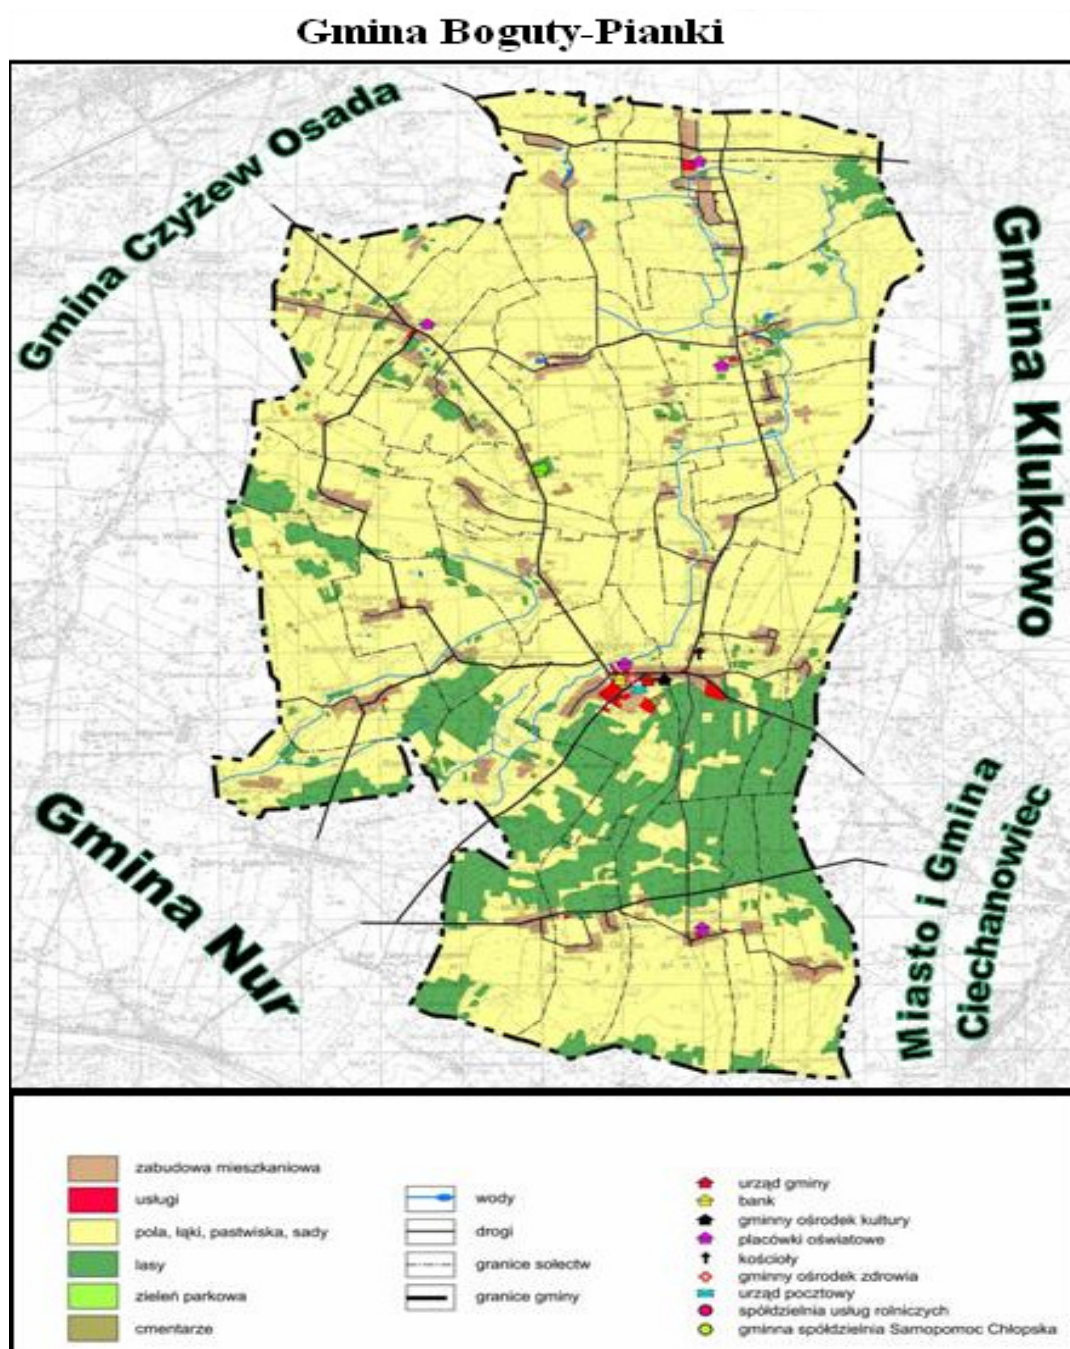 Gmina Boguty-Pianki
Gmina Czyżew Osada
Gmina Klukowo
Gmina Nur
Miasto i Gmina
Ciechanowiec
zabudowa mieszkaniowa
usługi
pola, łąki, pastwiska, sady
lasy
zieleń parkowa
cmentarze
wody
drogi
granice sołectw
granice gminy
urząd gminy
bank
gminny ośrodek kultury
placówki oświatowe
kościoły
gminny ośrodek zdrowia
urząd pocztowy
spółdzielnia usług rolniczych
gminna spółdzielnia Samopomoc Chłopska